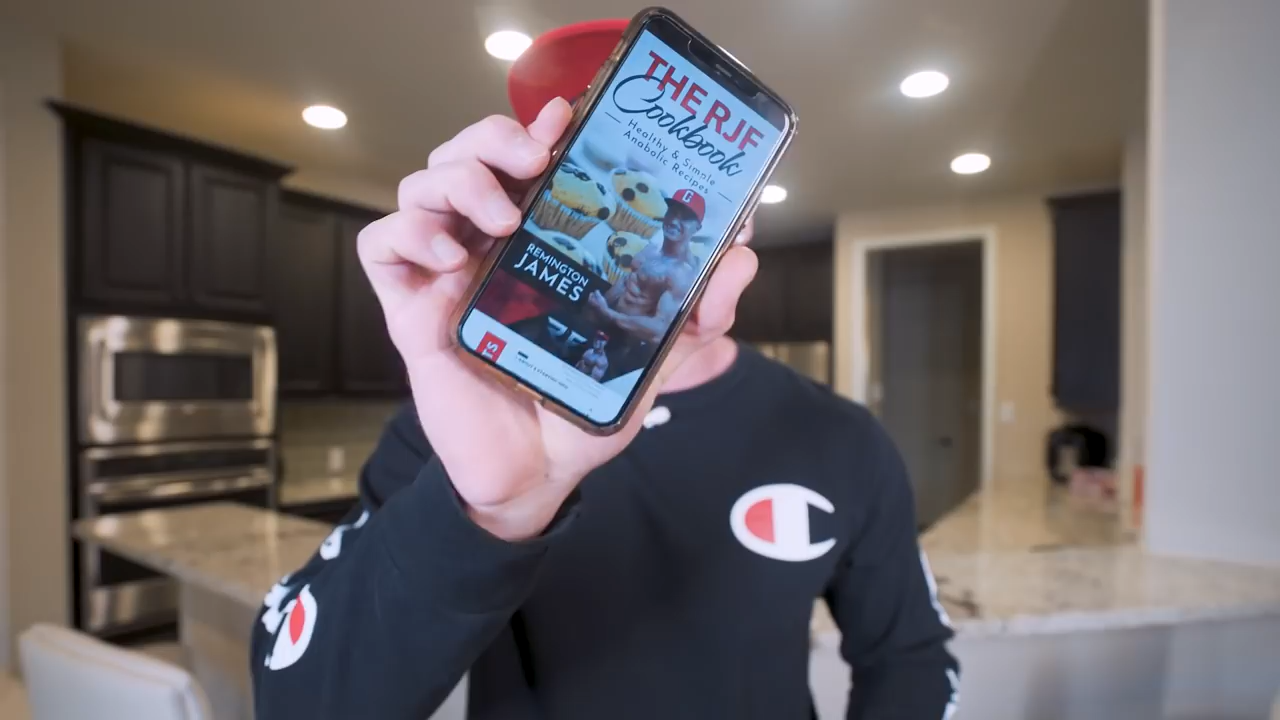 THE RJF
Cookbook
Healthy & Simple
Anabolic Recipes
REMINGTON
JAMES